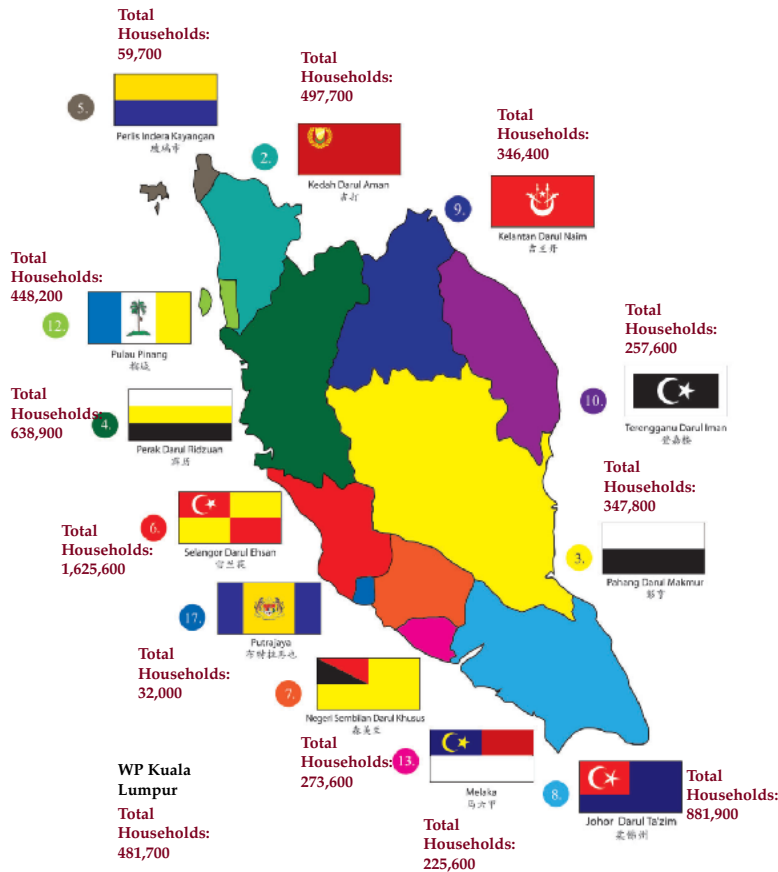 Total
Households:
59,700
5.
Perlis Indera Kayangan
玻璃市
Total
Households:
497,700
2.
Kedah Darul Aman
吉打
Total
Households:
346,400
9.
Kelantan Darul Naim
吉兰丹
Total
Households:
448,200
12.
Pulau Pinang
槟城
Total
Households:
257,600
10.
Terengganu Darul Iman
登嘉楼
Total
Households:
638,900
4.
Perak Darul Ridzuan
霹雳
Total
Households:
347,800
3.
Pahang Darul Makmur
彭亨
6.
Selangor Darul Ehsan
雪兰莪
Total
Households:
1,625,600
17.
Putrajaya
布特拉再也
Total
Households:
32,000
7.
Negeri Sembilan Darul Khusus
森美兰
Total
Households:
273,600
13.
Melaka
马六甲
Total
Households:
225,600
8.
Johor Darul Ta'zim
柔佛州
Total
Households:
881,900
WP Kuala
Lumpur
Total
Households:
481,700